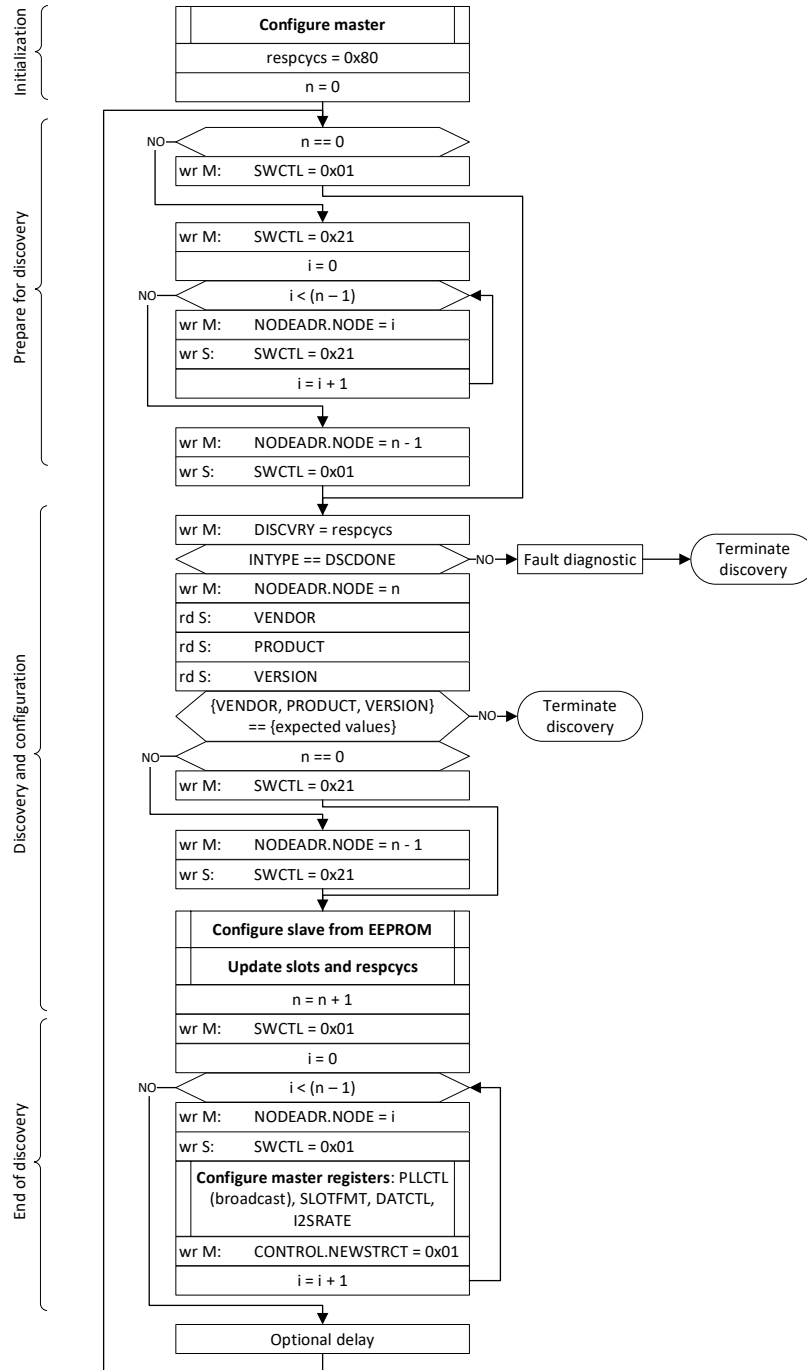 Initialization
Configure master
respcycs = 0x80
n = 0
Prepare for discovery
NO
n == 0
wr M: SWCTL = 0x01
wr M: SWCTL = 0x21
i = 0
NO
i < (n – 1)
wr M: NODEADR.NODE = i
wr S: SWCTL = 0x21
i = i + 1
wr M: NODEADR.NODE = n - 1
wr S: SWCTL = 0x01
Discovery and configuration
wr M: DISCVRY = respcycs
INTYPE == DSCDONE
NO
Fault diagnostic
Terminate
discovery
wr M: NODEADR.NODE = n
rd S: VENDOR
rd S: PRODUCT
rd S: VERSION
{VENDOR, PRODUCT, VERSION}
== {expected values}
NO
Terminate
discovery
NO
n == 0
wr M: SWCTL = 0x21
wr M: NODEADR.NODE = n - 1
wr S: SWCTL = 0x21
Configure slave from EEPROM
Update slots and respcycs
n = n + 1
End of discovery
wr M: SWCTL = 0x01
i = 0
NO
i < (n – 1)
wr M: NODEADR.NODE = i
wr S: SWCTL = 0x01
Configure master registers: PLLCTL
(broadcast), SLOTFMT, DATCTL,
I2SRATE
wr M: CONTROL.NEWSTRCT = 0x01
i = i + 1
Optional delay